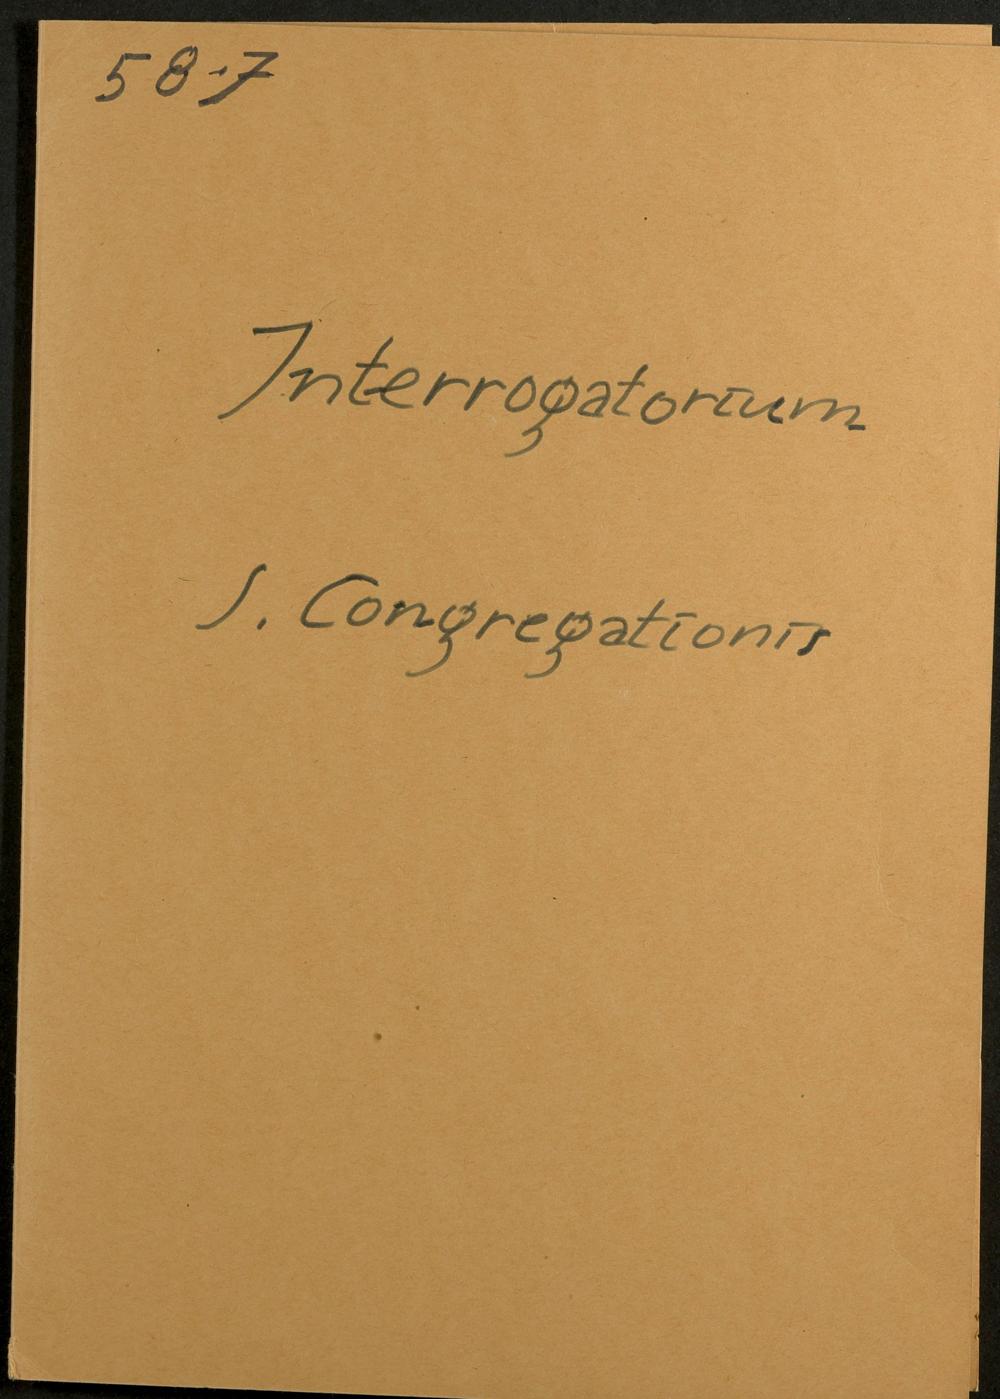 58.7
Interrogatorium
S. Congregationis